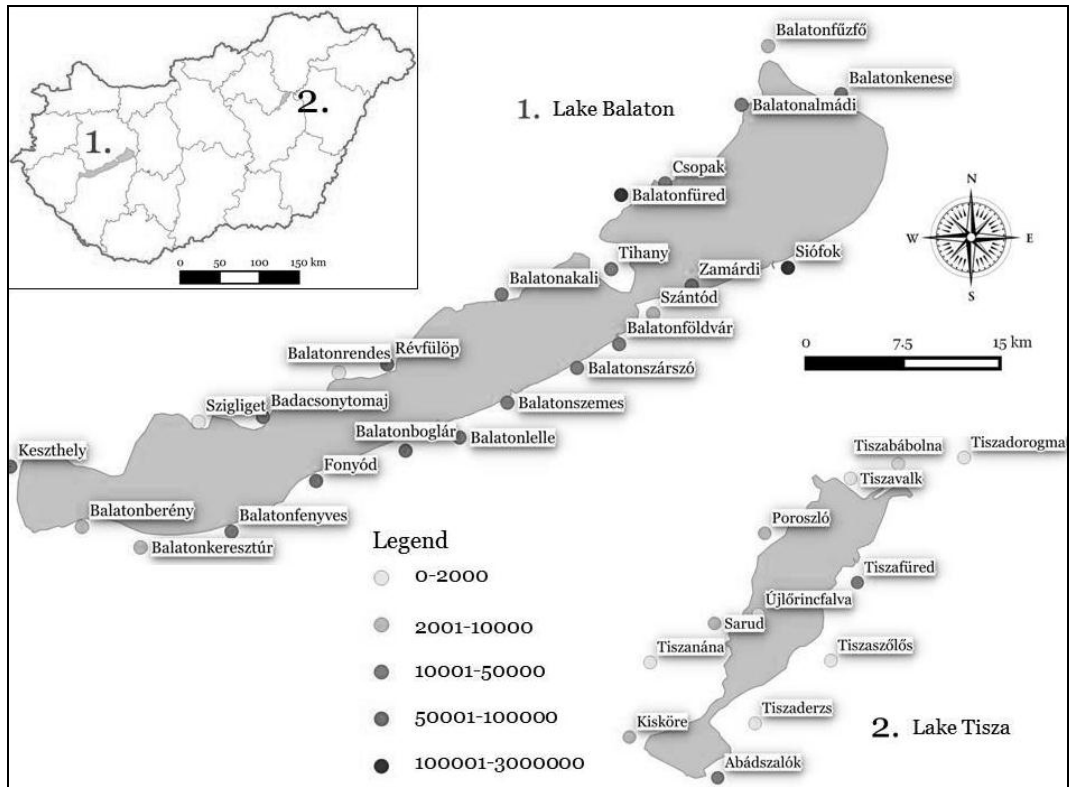 1.
2.
0 50 100 150 km
1. Lake Balaton
Balatonfűzfő
Balatonkenese
Balatonalmádi
Csopak
Balatonfüred
N
W
E
S
Tihany
Siófok
Zamárdi
Balatonakali
Szántód
Balatonföldvár
0 7.5 15 km
Balatonrendes
Révfülöp
Balatonszárszó
Szigliget
Badacsonytomaj
Balatonszemes
Balatonboglár
Balatonlelle
Keszthely
Fonyód
Balatonberény
Balatonfenyves
Balatonkeresztúr
Legend
0-2000
2001-10000
10001-50000
50001-100000
100001-3000000
Tiszabábolna
Tiszadorogma
Tiszavalk
Poroszló
Tiszafüred
Újlőrincfalva
Sarud
Tiszanána
Tiszaszőlős
Kisköre
Tiszaderzs
2. Lake Tisza
Abádszalók